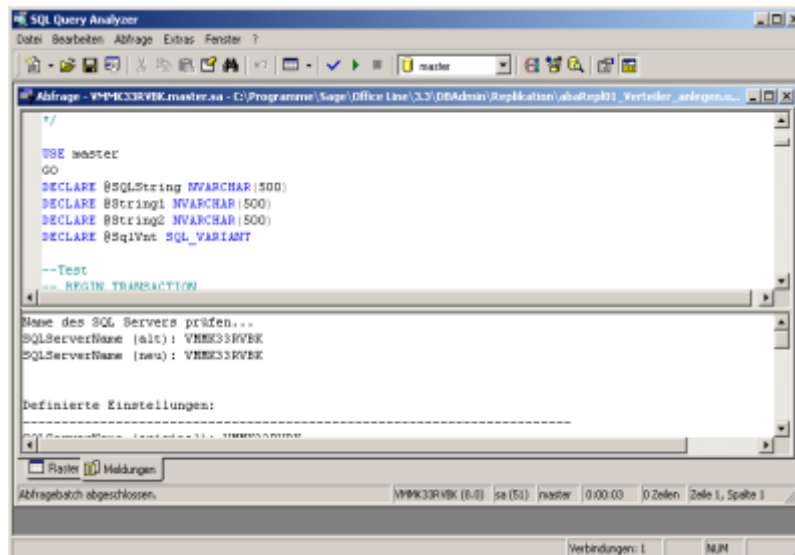 SQL Query Analyzer
Datei Bearbeiten Abfrage Extras Fenster ?
master
Abfrage - VMMK33RVBK.master.sa - C:\Programme\Sage\Office Line\3.3\DBAdmin\Replikation\abaRepl01_Verteiler_anlegen.s...
*/
USE master
GO
DECLARE @SQLString NVARCHAR(500)
DECLARE @String1 NVARCHAR(500)
DECLARE @String2 NVARCHAR(500)
DECLARE @SqlVnt SQL_VARIANT
--Test
-- BEGIN TRANSACTION
Name des SQL Servers prüfen...
SQLServerName (alt): VMMK33RVBK
SQLServerName (neu): VMMK33RVBK
Definierte Einstellungen:
--------------------------------------------------------------------------
SQLServerName (original): VMMK33RVBK
Raster Meldungen
Abfragebatch abgeschlossen. VMMK33RVBK (8.0) sa (51) master 0:00:03 0 Zeilen Zeile 1, Spalte 1
Verbindungen: 1 NUM